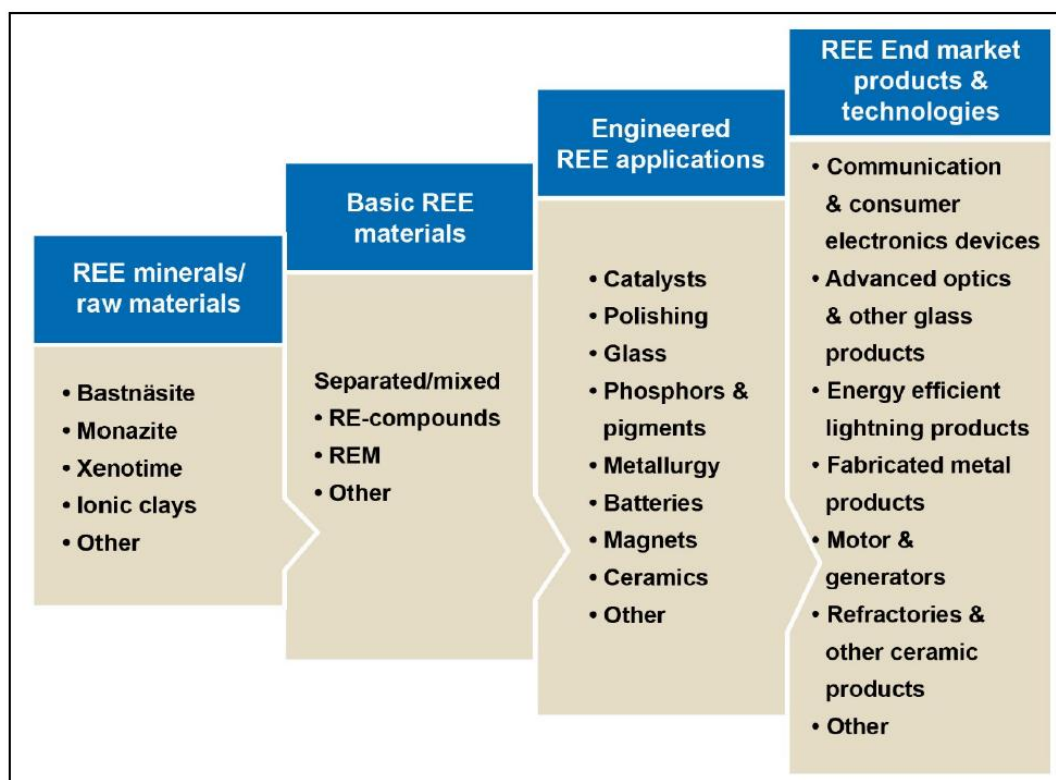 REE minerals/
raw materials
• Bastnäsite
• Monazite
• Xenotime
• Ionic clays
• Other
Basic REE
materials
Separated/mixed
• RE-compounds
• REM
• Other
Engineered
REE applications
• Catalysts
• Polishing
• Glass
• Phosphors &
pigments
• Metallurgy
• Batteries
• Magnets
• Ceramics
• Other
REE End market
products &
technologies
• Communication
& consumer
electronics devices
• Advanced optics
& other glass
products
• Energy efficient
lightning products
• Fabricated metal
products
• Motor &
generators
• Refractories &
other ceramic
products
• Other